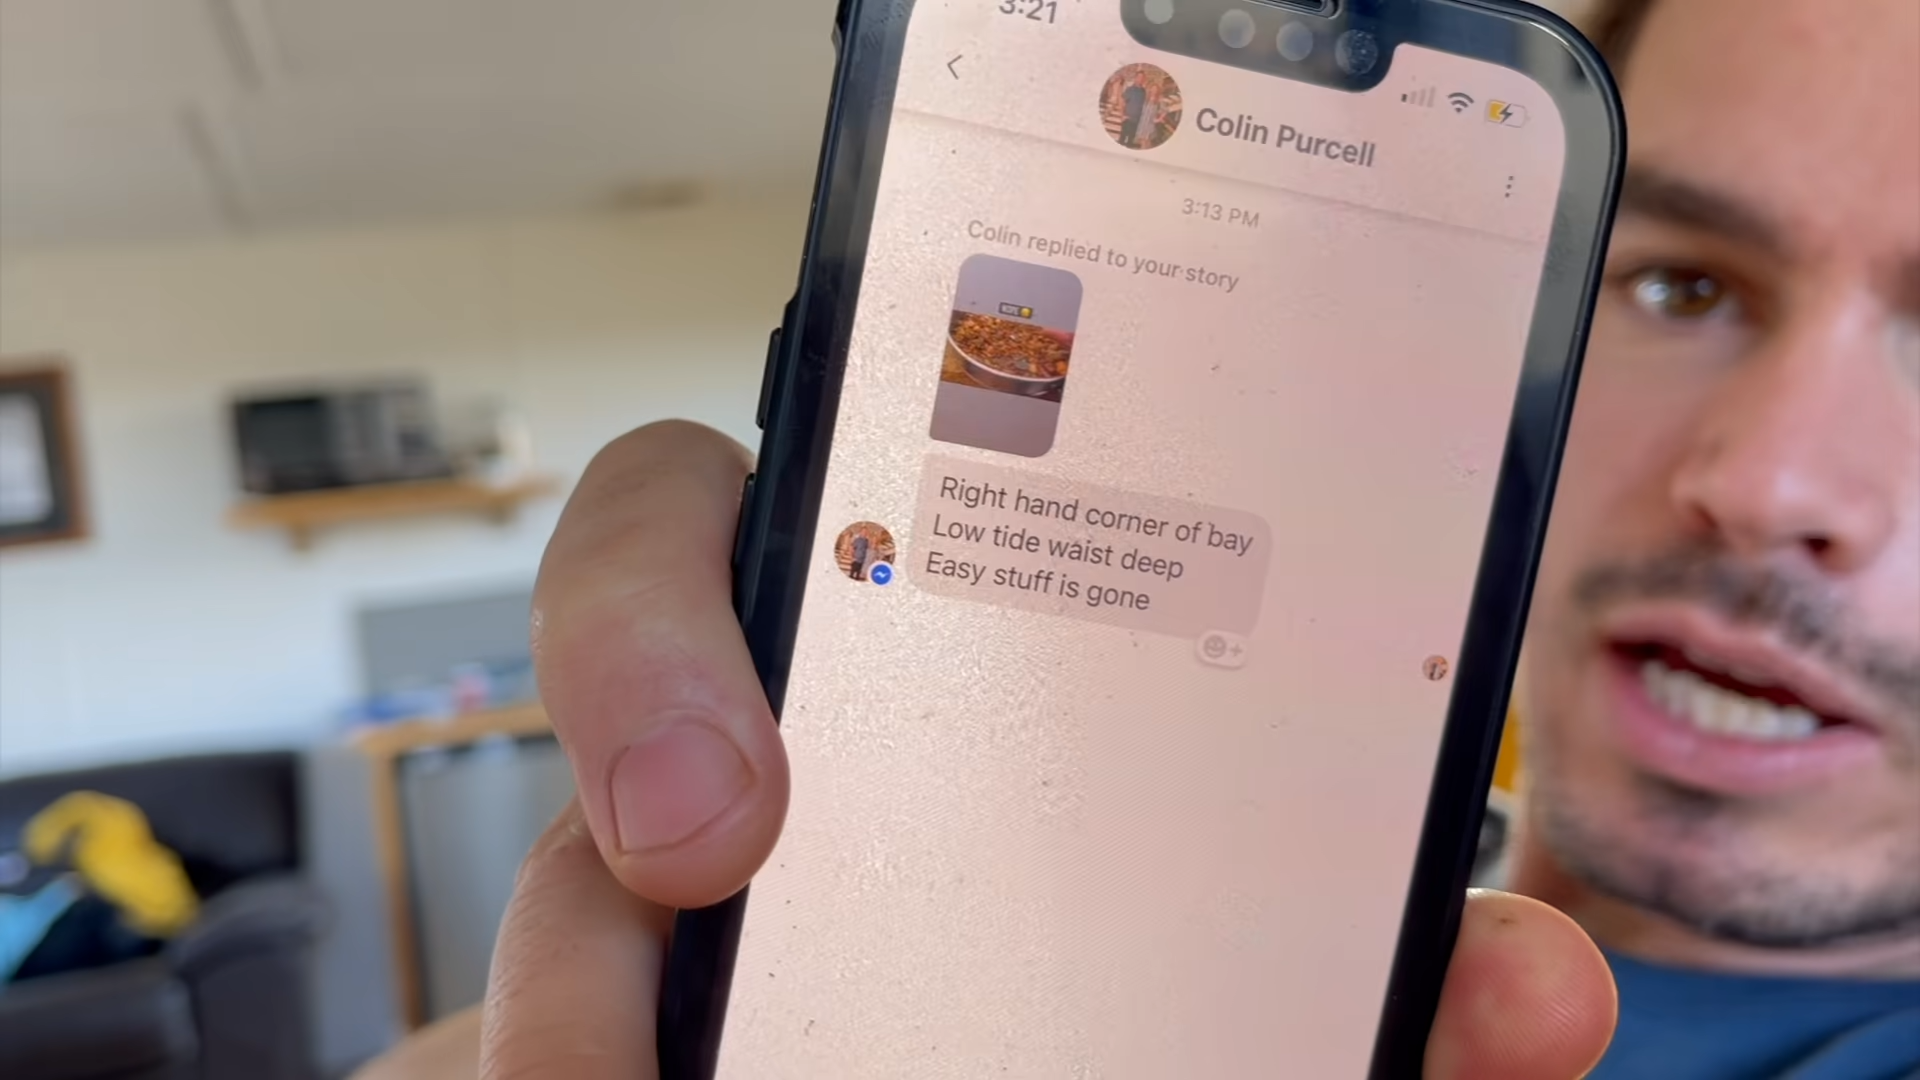 3:21
Colin Purcell
3:13 PM
Colin replied to your story
Right hand corner of bay
Low tide waist deep
Easy stuff is gone